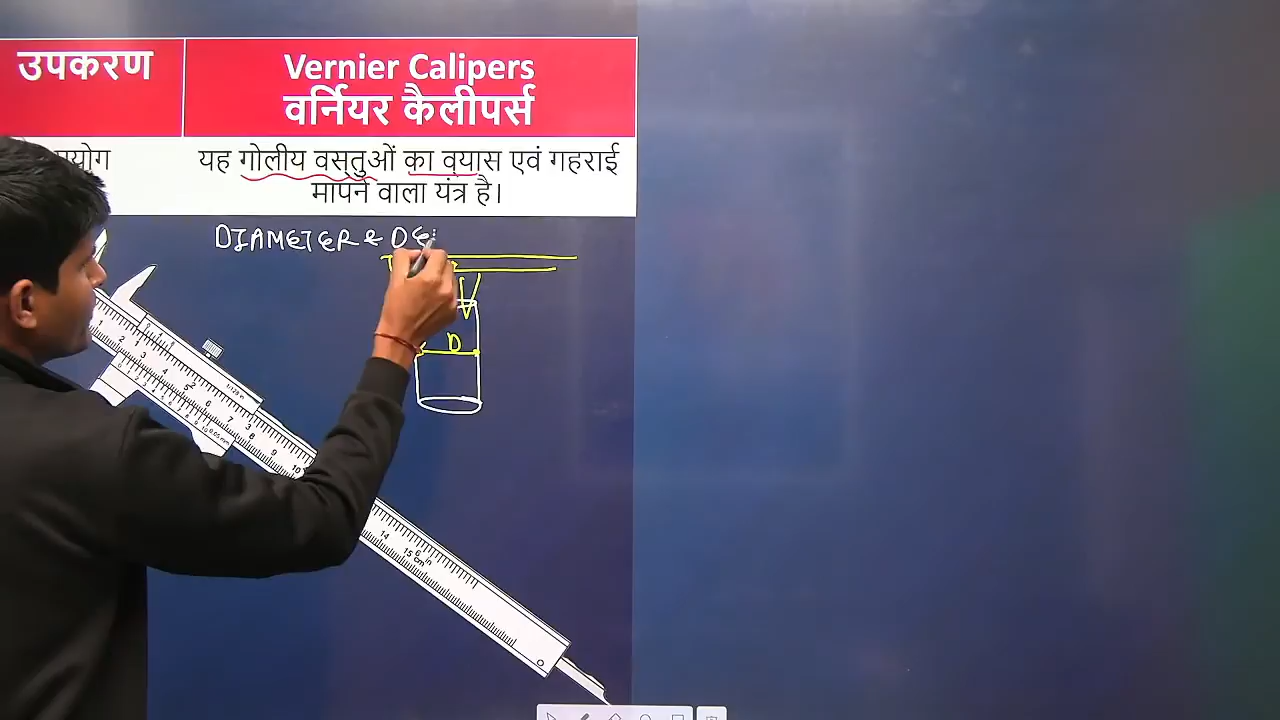 उपकरण
Vernier Calipers
वर्नियर कैलीपर्स
यह गोलीय वस्तुओं का व्यास एवं गहराई
मापने वाला यंत्र है।
DIAMETER & DE
D